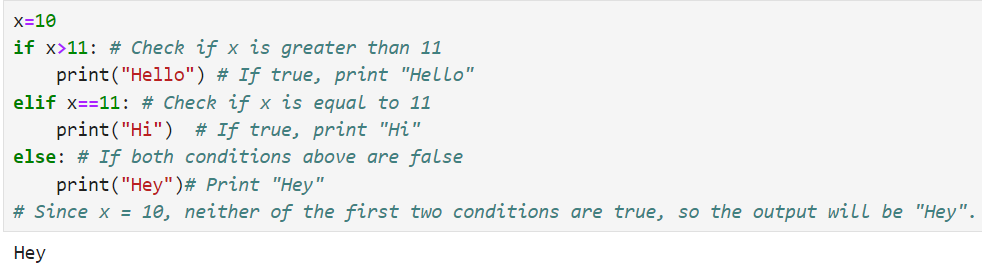 x=10
if x>11: # Check if x is greater than 11
    print("Hello") # If true, print "Hello"
elif x==11: # Check if x is equal to 11
    print("Hi")  # If true, print "Hi"
else: # If both conditions above are false
    print("Hey")# Print "Hey"
# Since x = 10, neither of the first two conditions are true, so the output will be "Hey".
Hey